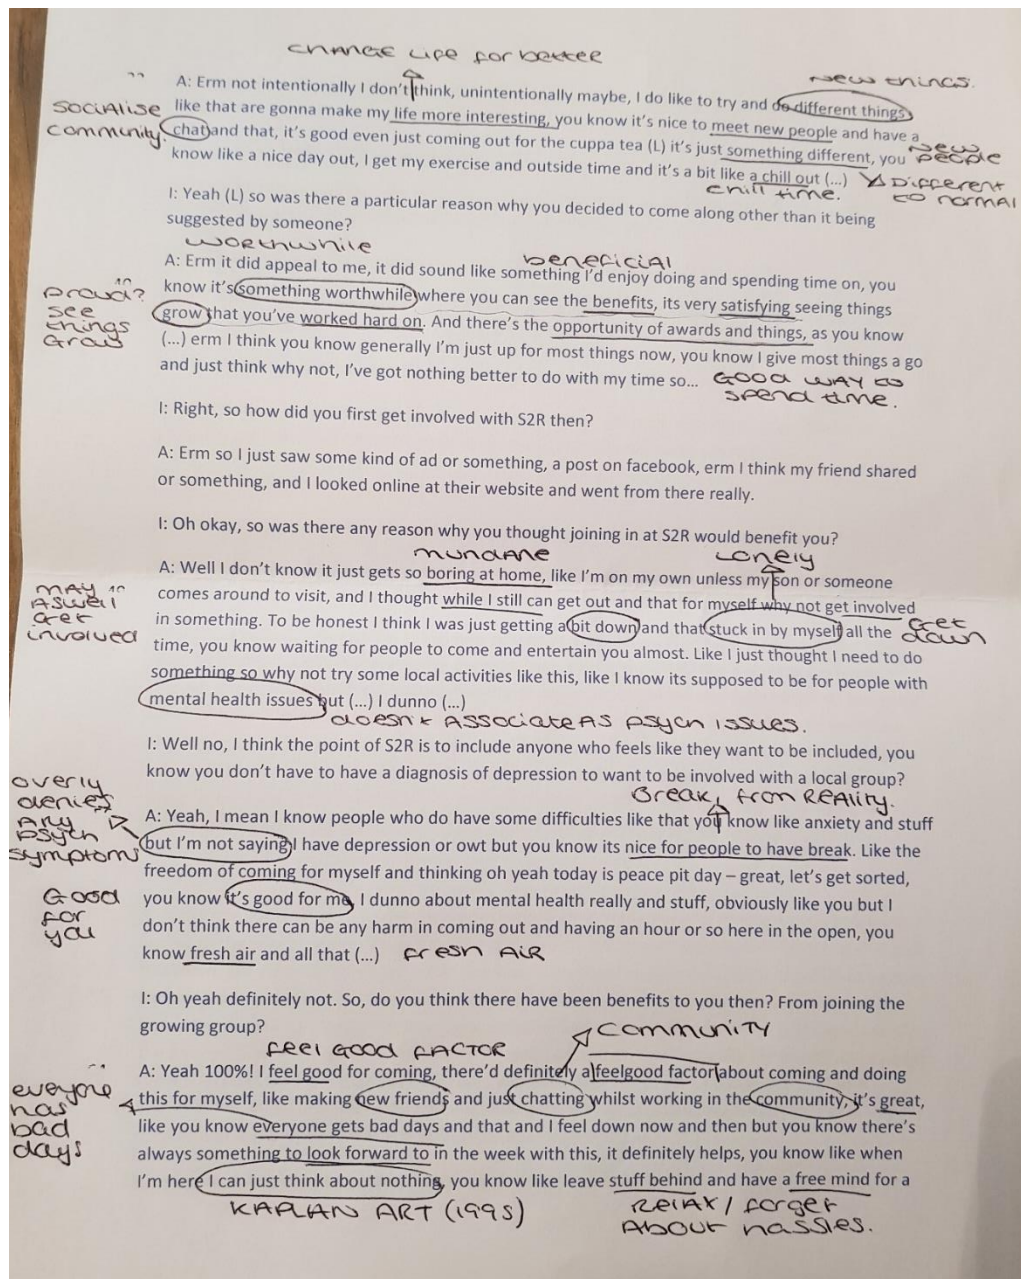 CHANGE LIFE for better
New things.
A: Erm not intentionally I don't think, unintentionally maybe, I do like to try and do different things
SOCIALISE
like that are gonna make my life more interesting, you know it's nice to meet new people and have a
community.
chat and that, it's good even just coming out for the cuppa tea (L) it's just something different, you
New people
know like a nice day out, I get my exercise and outside time and it's a bit like a chill out (...)
chill time.
Different to normal
I: Yeah (L) so was there a particular reason why you decided to come along other than it being
suggested by someone?
worthwhile
beneficial
A: Erm it did appeal to me, it did sound like something I'd enjoy doing and spending time on, you
proud?
see
things
Grow
know it's something worthwhile where you can see the benefits, its very satisfying seeing things
grow that you've worked hard on. And there's the opportunity of awards and things, as you know
(...) erm I think you know generally I'm just up for most things now, you know I give most things a go
and just think why not, I've got nothing better to do with my time so...
GOOD WAY to
spend time.
I: Right, so how did you first get involved with S2R then?
A: Erm so I just saw some kind of ad or something, a post on facebook, erm I think my friend shared
or something, and I looked online at their website and went from there really.
I: Oh okay, so was there any reason why you thought joining in at S2R would benefit you?
mundane
Lonely
A: Well I don't know it just gets so boring at home, like I'm on my own unless my son or someone
MAY
ASwell
Get
involved
comes around to visit, and I thought while I still can get out and that for myself why not get involved
in something. To be honest I think I was just getting a bit down and that stuck in by myself all the
Get
down
time, you know waiting for people to come and entertain you almost. Like I just thought I need to do
something so why not try some local activities like this, like I know its supposed to be for people with
mental health issues but (...) I dunno (...)
doesn't ASSociate AS psych issues.
I: Well no, I think the point of S2R is to include anyone who feels like they want to be included, you
know you don't have to have a diagnosis of depression to want to be involved with a local group?
Break, from REAlity.
overly
denies
Any
psych
symptoms
A: Yeah, I mean I know people who do have some difficulties like that you know like anxiety and stuff
but I'm not saying I have depression or owt but you know its nice for people to have break. Like the
freedom of coming for myself and thinking oh yeah today is peace pit day – great, let's get sorted,
Good
for
you
you know it's good for me, I dunno about mental health really and stuff, obviously like you but I
don't think there can be any harm in coming out and having an hour or so here in the open, you
know fresh air and all that (...)
Fresh AIR
I: Oh yeah definitely not. So, do you think there have been benefits to you then? From joining the
growing group?
COMMUNITY
FEEL GOOD FACTOR
A: Yeah 100%! I feel good for coming, there'd definitely a feelgood factor about coming and doing
everyone
has
bad
days
this for myself, like making new friends and just chatting whilst working in the community, it's great,
like you know everyone gets bad days and that and I feel down now and then but you know there's
always something to look forward to in the week with this, it definitely helps, you know like when
I'm here I can just think about nothing, you know like leave stuff behind and have a free mind for a
KAPLAN ART (1995)
Relax / forget
About hassles.